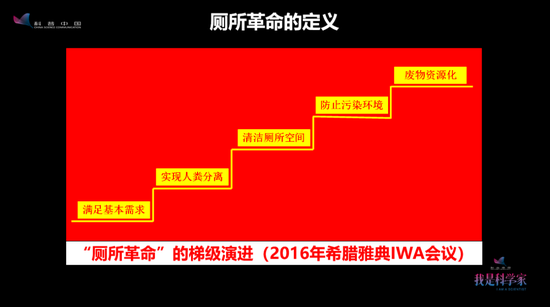 科普中国
CHINA SCIENCE COMMUNICATION
厕所革命的定义
废物资源化
防止污染环境
清洁厕所空间
实现人粪分离
满足基本需求
“厕所革命”的梯级演进（2016年希腊雅典IWA会议）
我是科学家